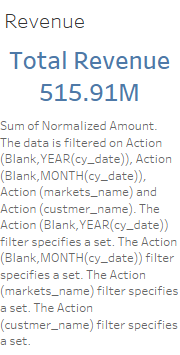 Revenue
Total Revenue
515.91M
Sum of Normalized Amount.
The data is filtered on Action
(Blank,YEAR(cy_date)), Action
(Blank,MONTH(cy_date)),
Action (markets_name) and
Action (custmer_name). The
Action (Blank,YEAR(cy_date))
filter specifies a set. The Action
(Blank,MONTH(cy_date)) filter
specifies a set. The Action
(markets_name) filter specifies
a set. The Action
(custmer_name) filter specifies
a set.